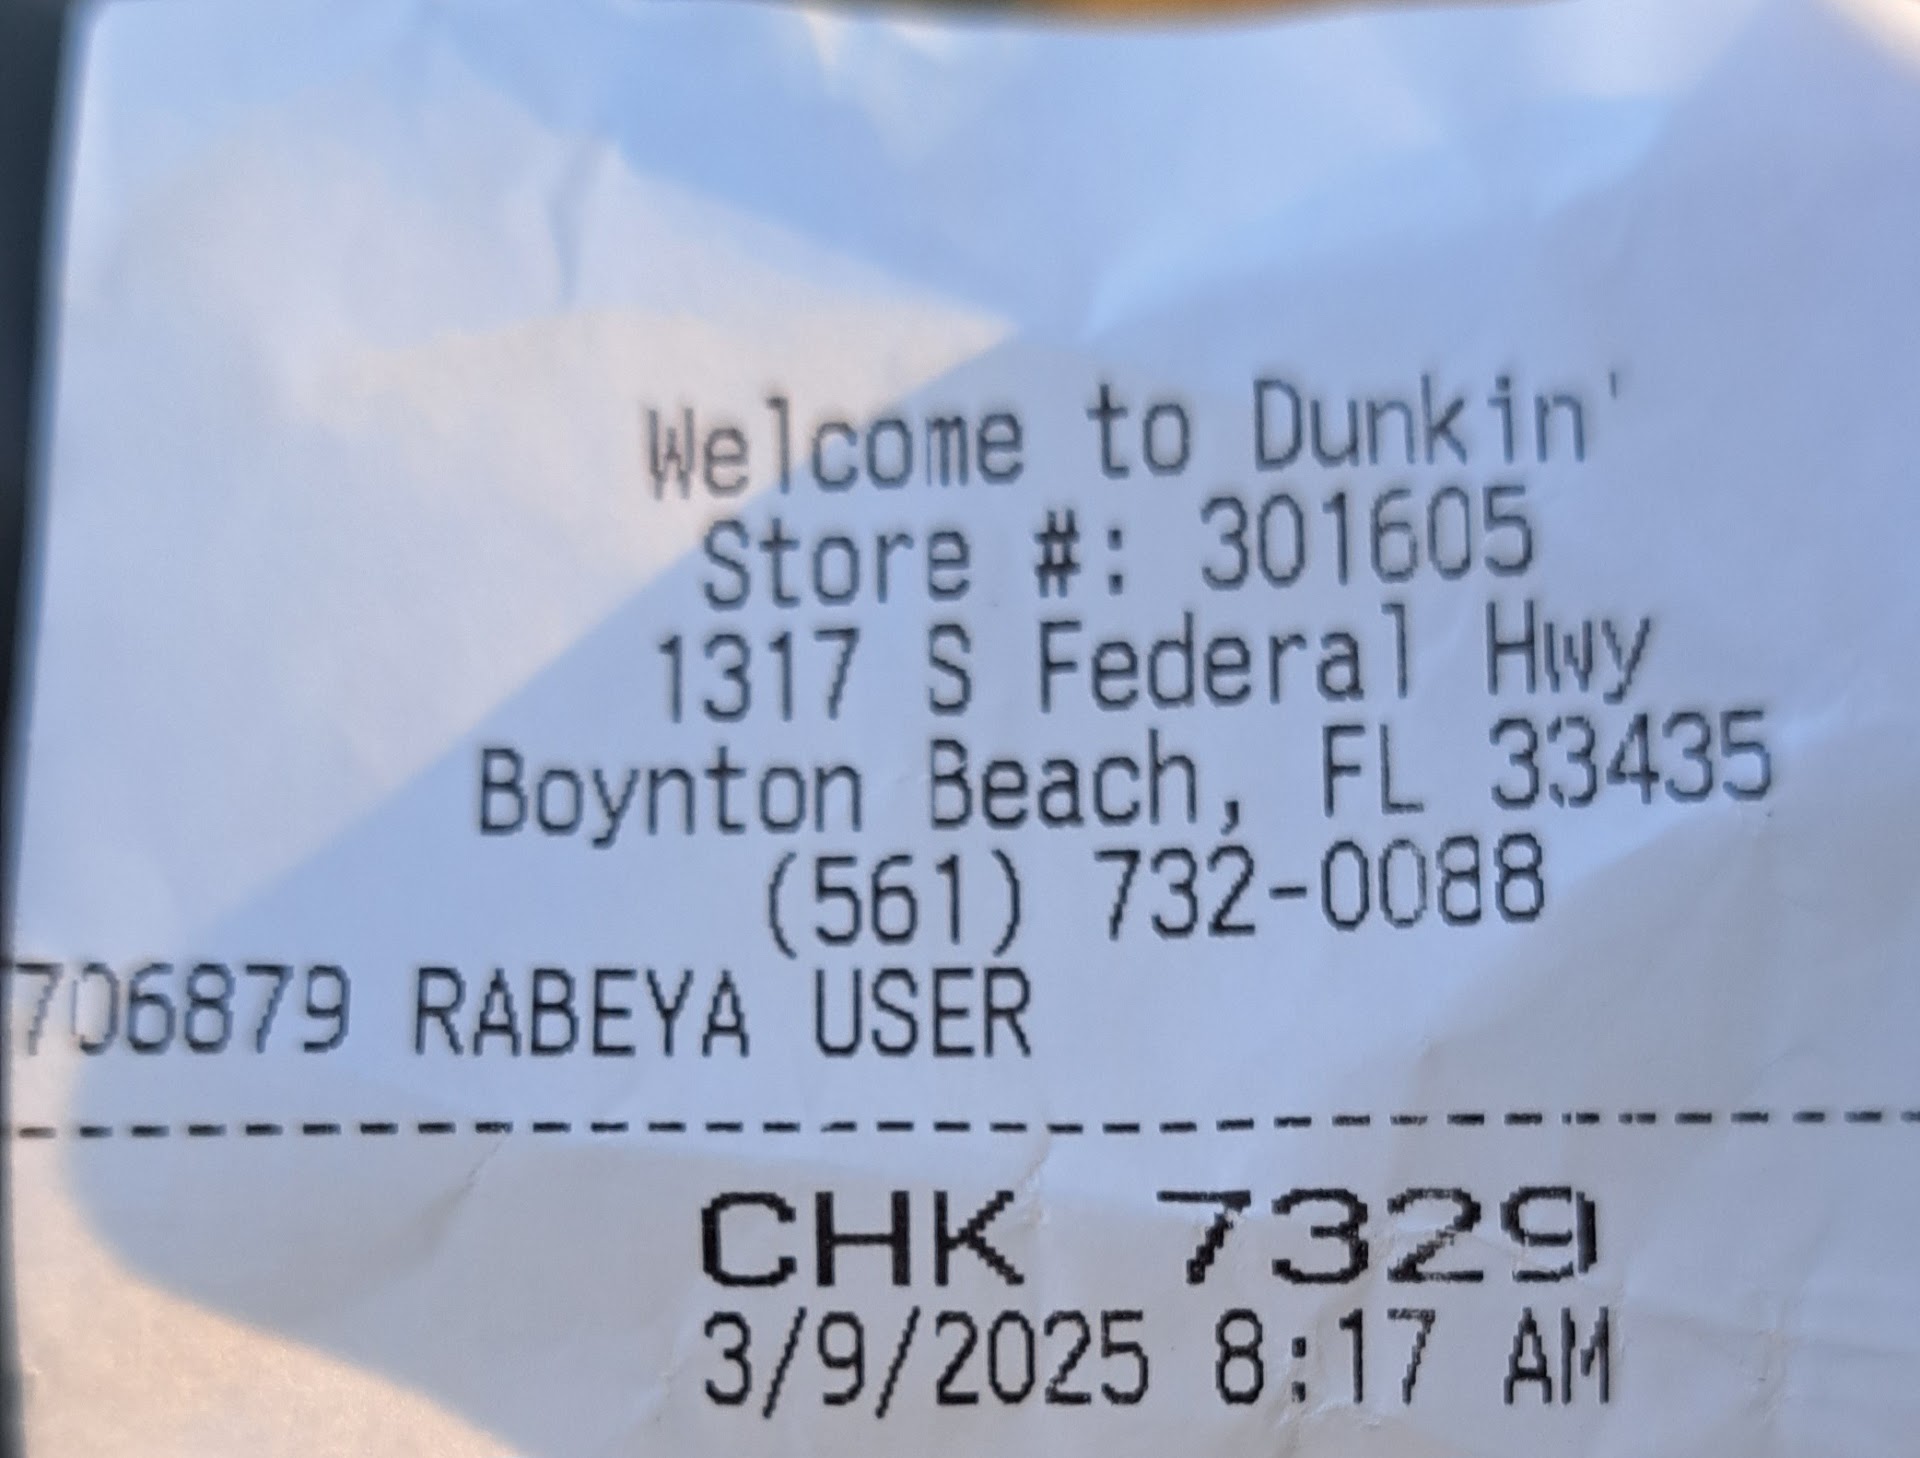 Welcome to Dunkin'
Store #: 301605
1317 S Federal Hwy
Boynton Beach, FL 33435
(561) 732-0088
706879 RABEYA USER
--------------------------------
CHK 7329
3/9/2025 8:17 AM